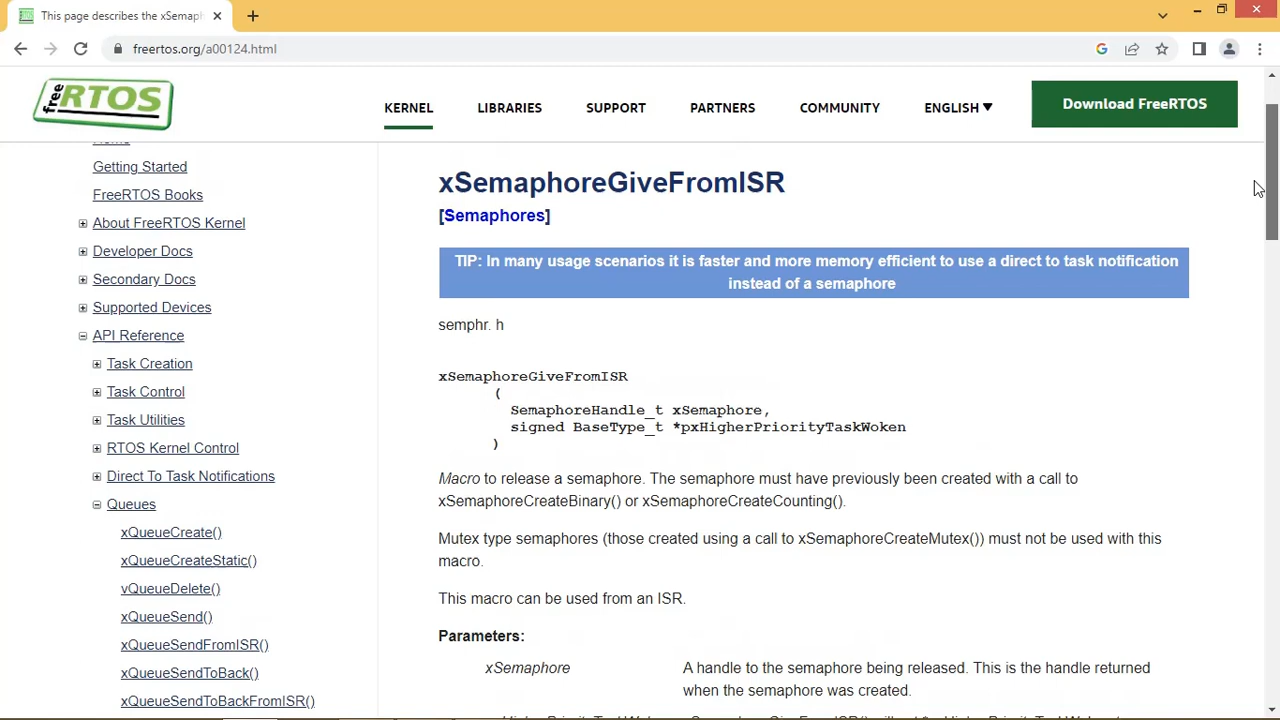 This page describes the xSemaph
freertos.org/a00124.html
free RTOS
KERNEL
LIBRARIES
SUPPORT
PARTNERS
COMMUNITY
ENGLISH
Download FreeRTOS
Home
Getting Started
FreeRTOS Books
About FreeRTOS Kernel
Developer Docs
Secondary Docs
Supported Devices
API Reference
Task Creation
Task Control
Task Utilities
RTOS Kernel Control
Direct To Task Notifications
Queues
xQueueCreate()
xQueueCreateStatic()
vQueueDelete()
xQueueSend()
xQueueSendFromISR()
xQueueSendToBack()
xQueueSendToBackFromISR()
xSemaphoreGiveFromISR
[Semaphores]
TIP: In many usage scenarios it is faster and more memory efficient to use a direct to task notification
instead of a semaphore
semphr. h
xSemaphoreGiveFromISR
(
SemaphoreHandle_t xSemaphore,
signed BaseType_t *pxHigherPriorityTaskWoken
)
Macro to release a semaphore. The semaphore must have previously been created with a call to
xSemaphoreCreateBinary() or xSemaphoreCreateCounting().
Mutex type semaphores (those created using a call to xSemaphoreCreateMutex()) must not be used with this
macro.
This macro can be used from an ISR.
Parameters:
xSemaphore
A handle to the semaphore being released. This is the handle returned
when the semaphore was created.